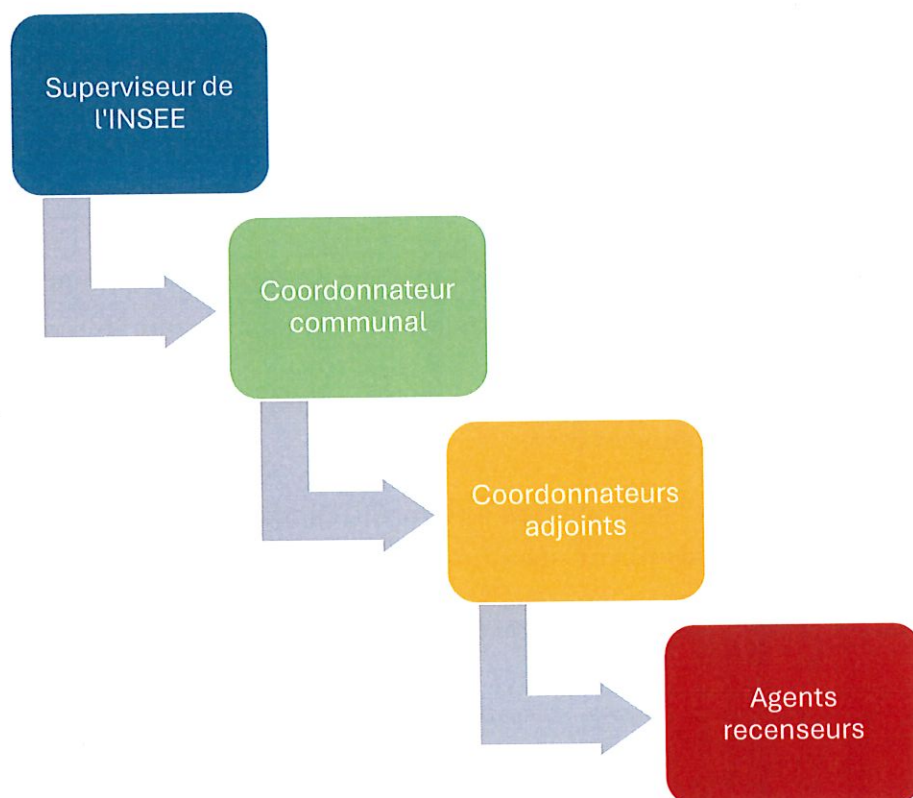 Superviseur de
l'INSEE
Coordonnateur
communal
Coordonnateurs
adjoints
Agents
recenseurs